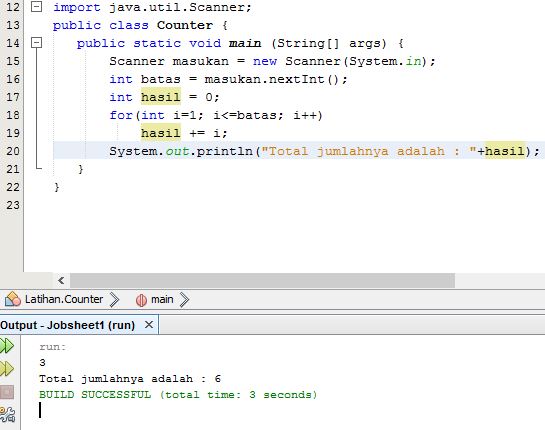 12 import java.util.Scanner;
13 public class Counter {
14 public static void main (String[] args) {
15 Scanner masukan = new Scanner(System.in);
16 int batas = masukan.nextInt();
17 int hasil = 0;
18 for(int i=1; i<=batas; i++)
19 hasil += i;
20 System.out.println("Total jumlahnya adalah : "+hasil);
21 }
22 }
23
Latihan.Counter main
Output - Jobsheet1 (run)
run:
3
Total jumlahnya adalah : 6
BUILD SUCCESSFUL (total time: 3 seconds)